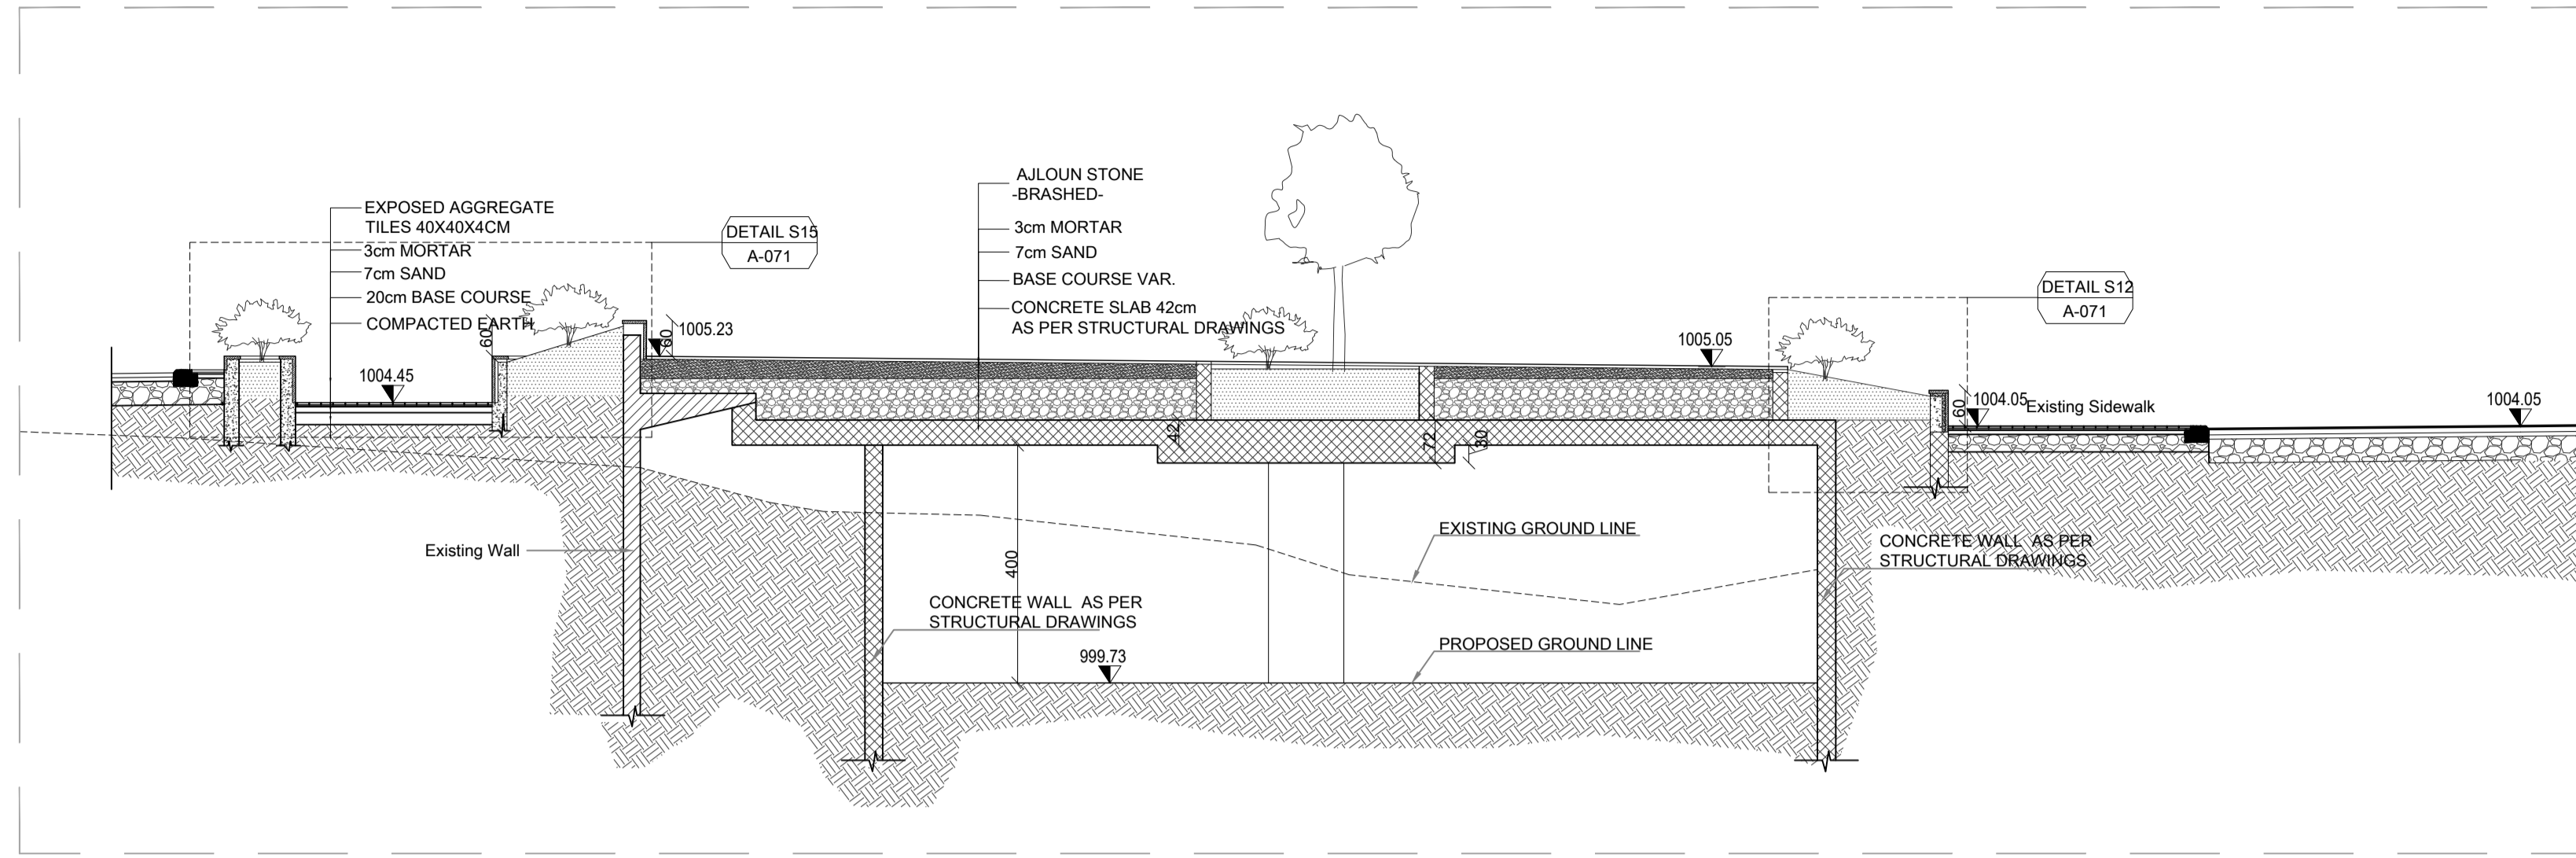 AJLOUN STONE
-BRASHED-
3cm MORTAR
7cm SAND
BASE COURSE VAR.
CONCRETE SLAB 42cm
AS PER STRUCTURAL DRAWINGS
EXPOSED AGGREGATE
TILES 40X40X4CM
3cm MORTAR
7cm SAND
20cm BASE COURSE
COMPACTED EARTH
DETAIL S15
A-071
DETAIL S12
A-071
60
60
1005.23
1005.05
1004.45
60
1004.05
Existing Sidewalk
1004.05
42
72
30
EXISTING GROUND LINE
Existing Wall
400
CONCRETE WALL AS PER
STRUCTURAL DRAWINGS
CONCRETE WALL AS PER
STRUCTURAL DRAWINGS
PROPOSED GROUND LINE
999.73